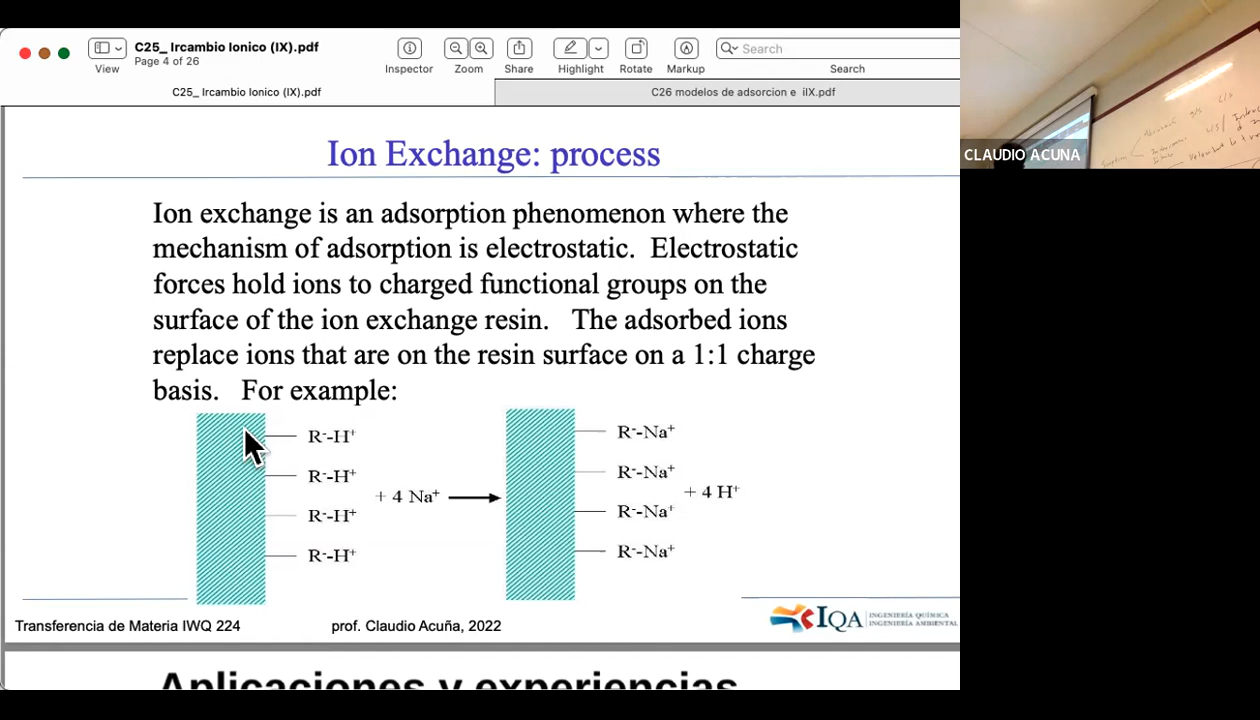 C25_ Ircambio Ionico (IX).pdf
Page 4 of 26
View
Inspector
Zoom
Share
Highlight
Rotate
Markup
Search
Search
C25_ Ircambio Ionico (IX).pdf
C26 modelos de adsorcion e iIX.pdf
Ion Exchange: process
Ion exchange is an adsorption phenomenon where the
mechanism of adsorption is electrostatic. Electrostatic
forces hold ions to charged functional groups on the
surface of the ion exchange resin. The adsorbed ions
replace ions that are on the resin surface on a 1:1 charge
basis. For example:
R⁻-H⁺
R⁻-H⁺
R⁻-H⁺
R⁻-H⁺
+ 4 Na⁺
R⁻-Na⁺
R⁻-Na⁺
R⁻-Na⁺
R⁻-Na⁺
+ 4 H⁺
Transferencia de Materia IWQ 224
prof. Claudio Acuña, 2022
IQA
INGENIERÍA QUÍMICA
INGENIERÍA AMBIENTAL
Aplicaciones y experiencias
CLAUDIO ACUNA